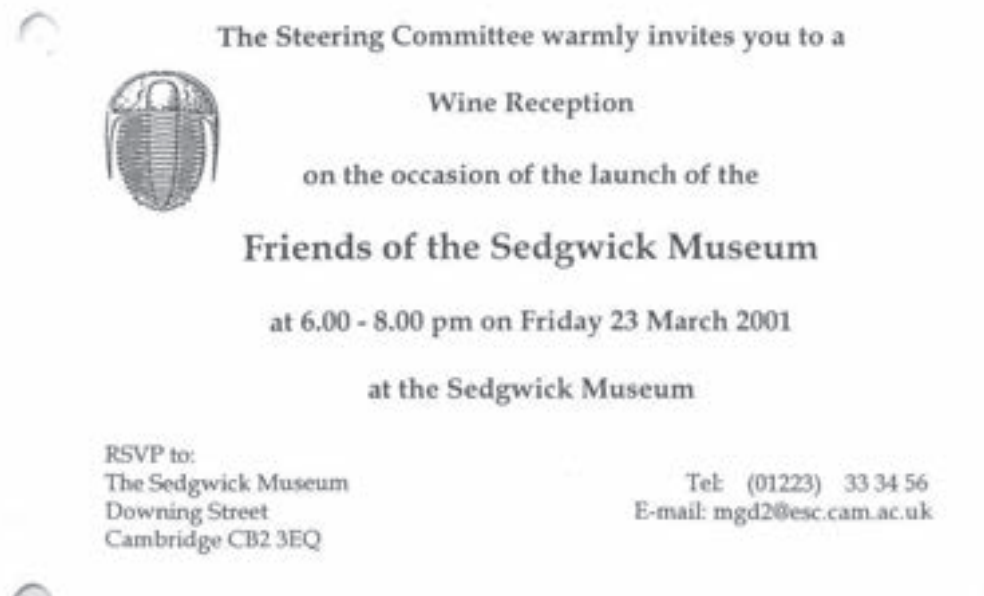 The Steering Committee warmly invites you to a
Wine Reception
on the occasion of the launch of the
Friends of the Sedgwick Museum
at 6.00 - 8.00 pm on Friday 23 March 2001
at the Sedgwick Museum
RSVP to:
The Sedgwick Museum
Downing Street
Cambridge CB2 3EQ
Tel: (01223) 33 34 56
E-mail: mgd2@esc.cam.ac.uk